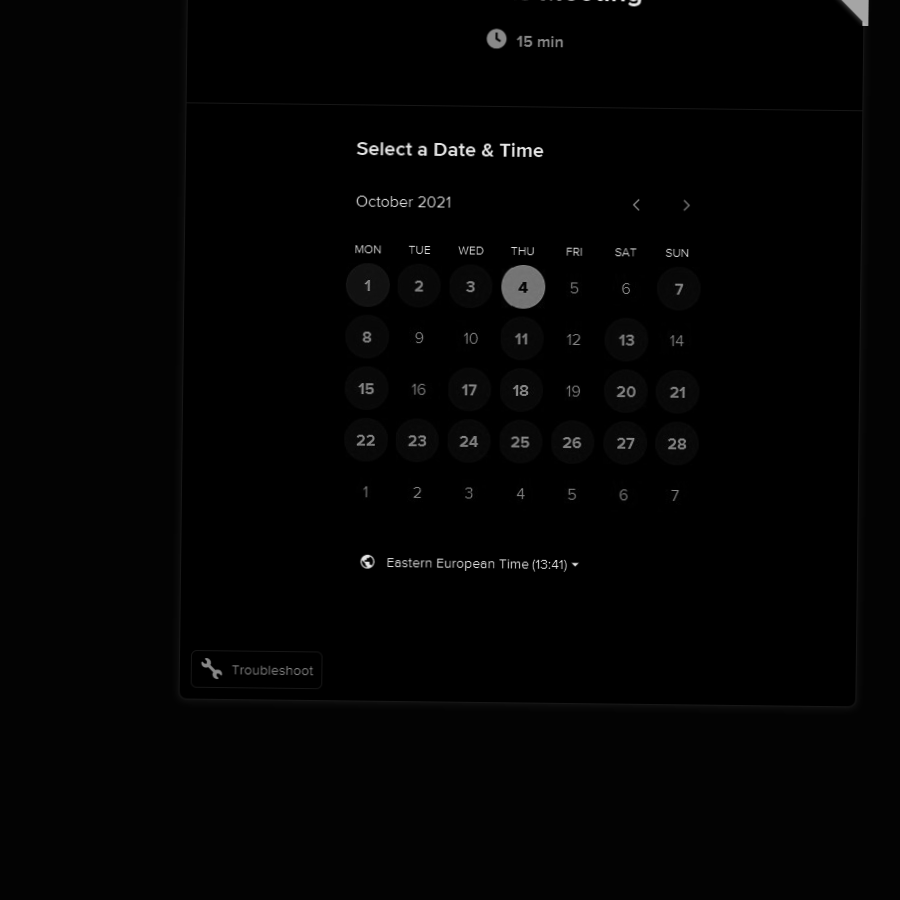 15 min
Select a Date & Time
October 2021
MON TUE WED THU FRI SAT SUN
1 2 3 4 5 6 7
8 9 10 11 12 13 14
15 16 17 18 19 20 21
22 23 24 25 26 27 28
1 2 3 4 5 6 7
Eastern European Time (13:41)
Troubleshoot